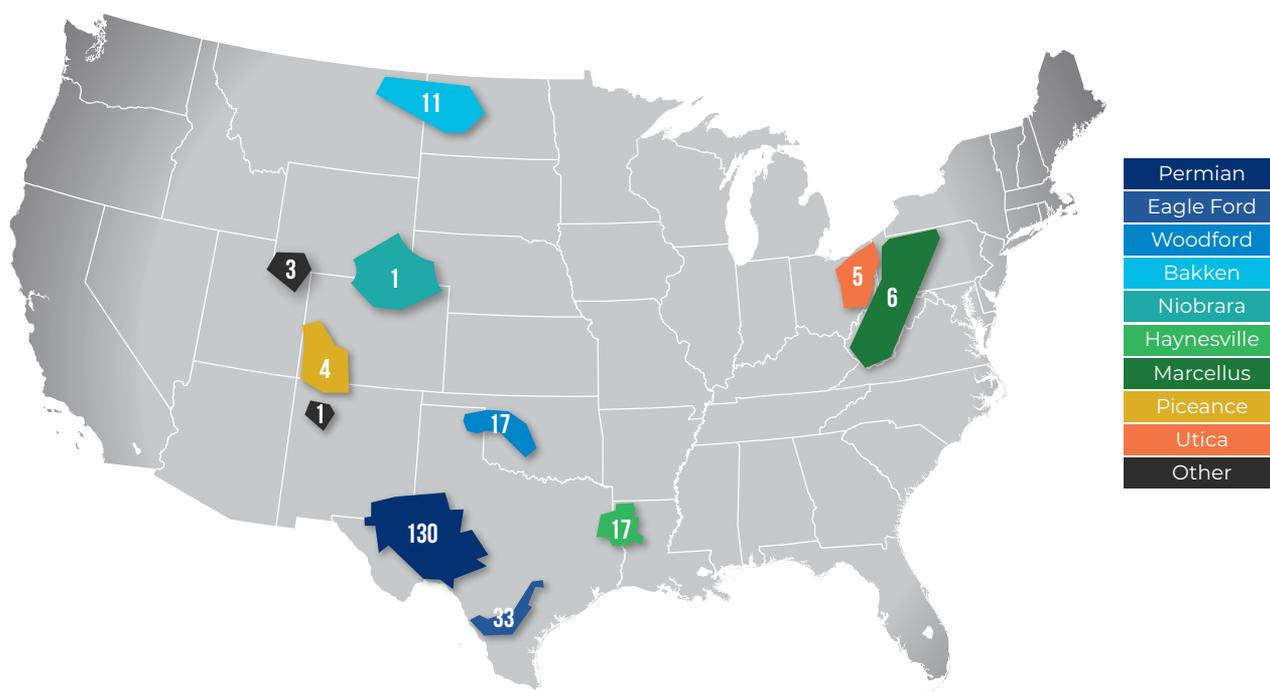 11
3
1
5
6
4
1
17
130
17
33
Permian
Eagle Ford
Woodford
Bakken
Niobrara
Haynesville
Marcellus
Piceance
Utica
Other